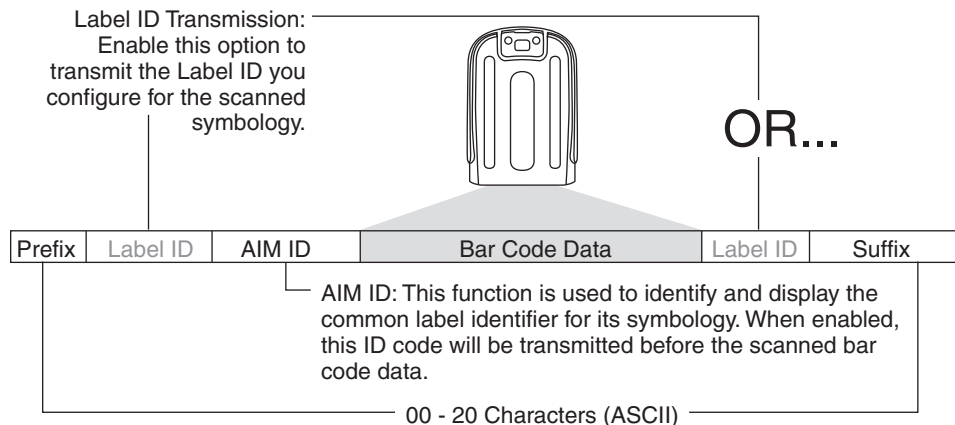 Label ID Transmission:
Enable this option to
transmit the Label ID you
configure for the scanned
symbology.
OR...
Prefix Label ID AIM ID Bar Code Data Label ID Suffix
AIM ID: This function is used to identify and display the
common label identifier for its symbology. When enabled,
this ID code will be transmitted before the scanned bar
code data.
00 - 20 Characters (ASCII)